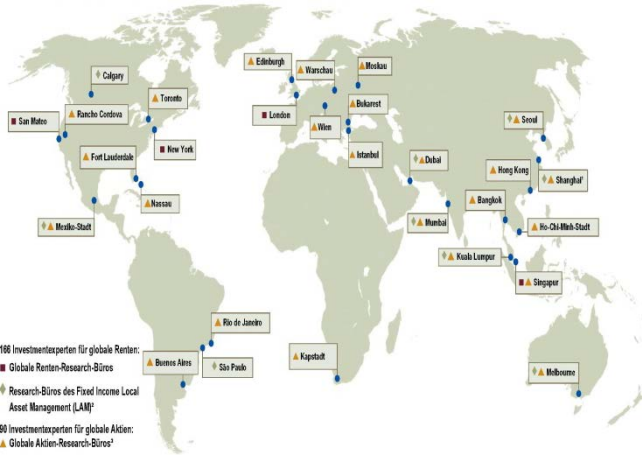 Edinburgh
Warschau
Moskau
Calgary
Toronto
San Mateo
Rancho Cordova
London
Bukarest
Seoul
New York
Wien
Istanbul
Fort Lauderdale
Dubai
Hong Kong
Shanghai¹
Nassau
Bangkok
Mexiko-Stadt
Mumbai
Ho-Chi-Minh-Stadt
Kuala Lumpur
Singapur
Rio de Janeiro
166 Investmentexperten für globale Renten:
Globale Renten-Research-Büros
Buenos Aires
São Paulo
Kapstadt
Melbourne
Research-Büros des Fixed Income Local
Asset Management (LAM)²
90 Investmentexperten für globale Aktien:
Globale Aktien-Research-Büros³